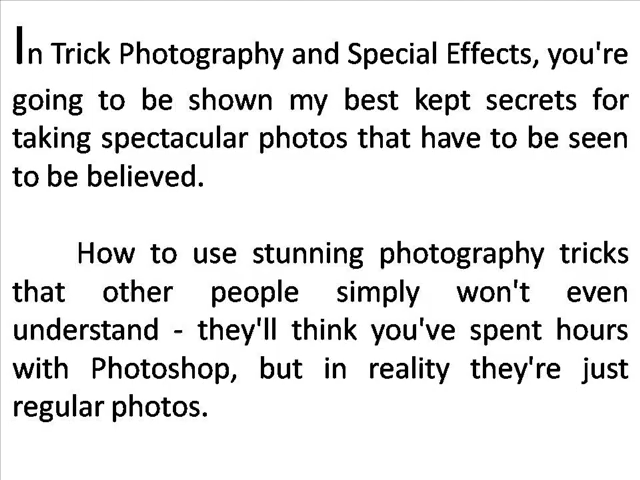 In Trick Photography and Special Effects, you're
going to be shown my best kept secrets for
taking spectacular photos that have to be seen
to be believed.
How to use stunning photography tricks
that other people simply won't even
understand - they'll think you've spent hours
with Photoshop, but in reality they're just
regular photos.